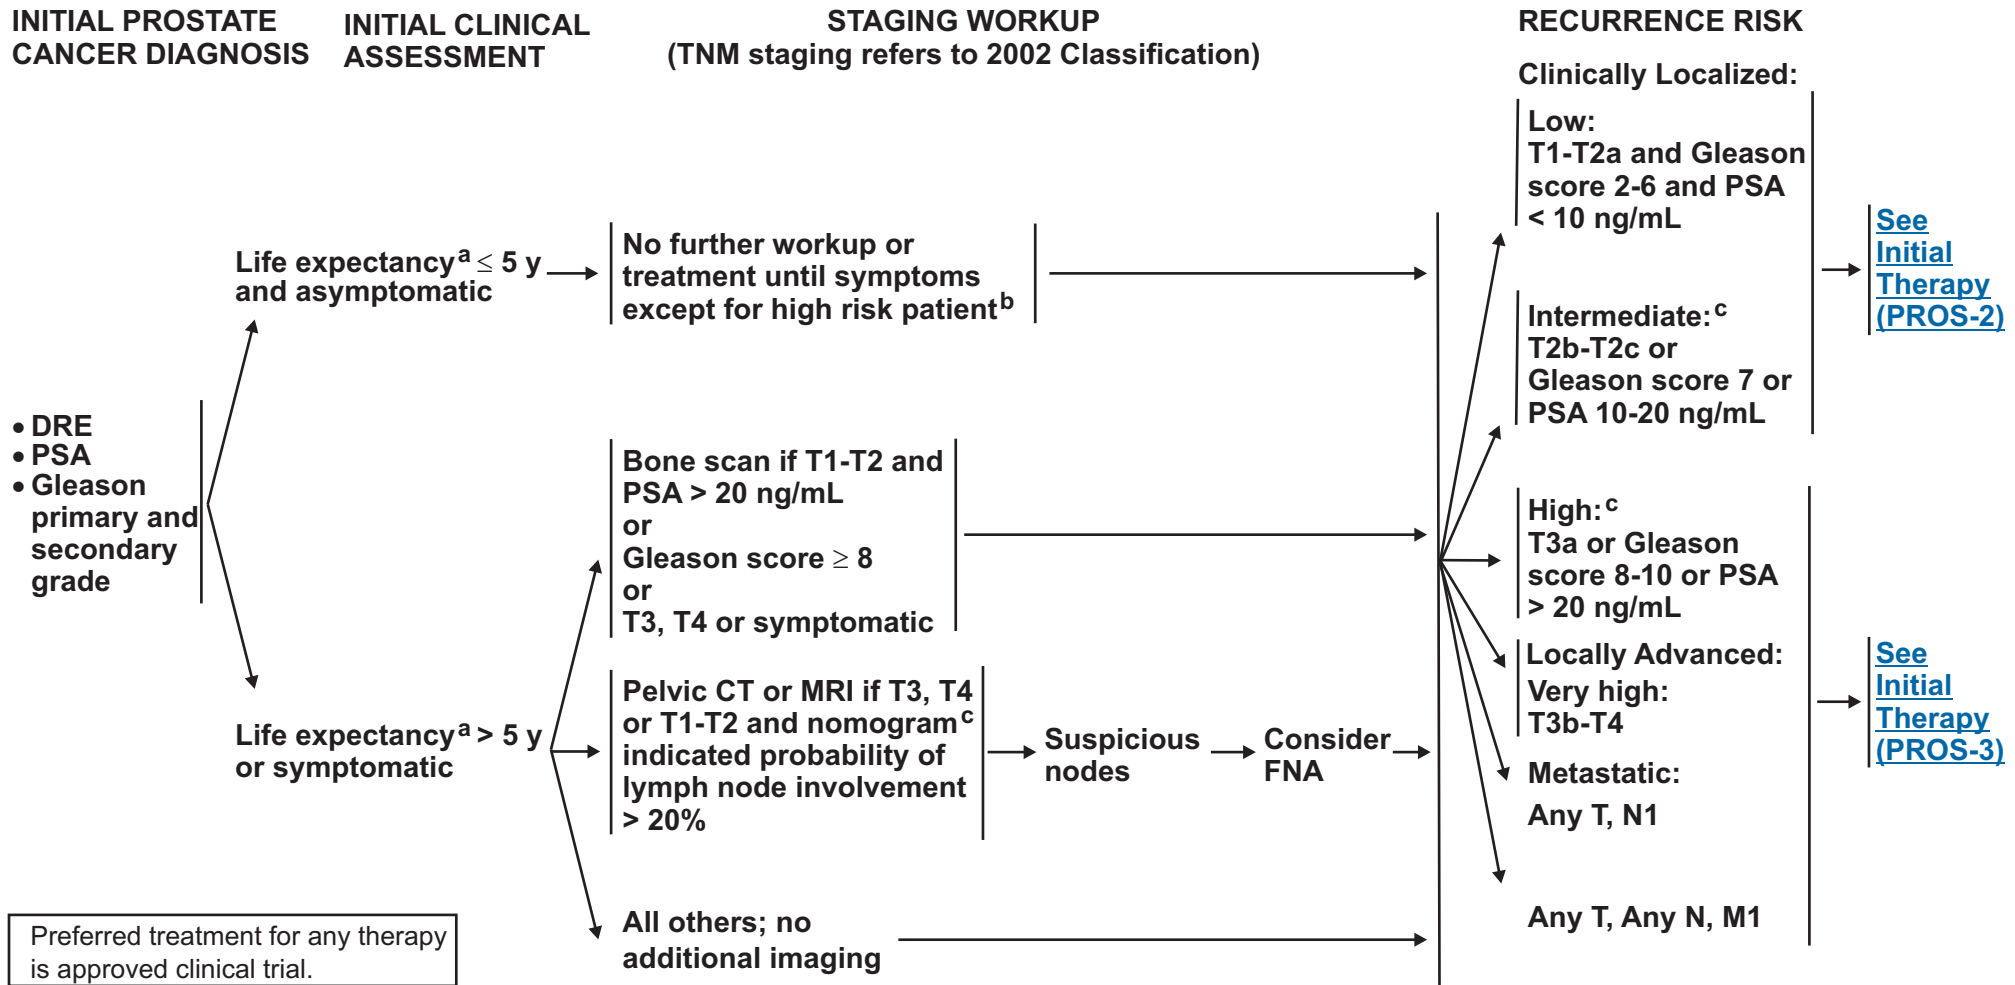 INITIAL PROSTATE
CANCER DIAGNOSIS
INITIAL CLINICAL
ASSESSMENT
STAGING WORKUP
(TNM staging refers to 2002 Classification)
RECURRENCE RISK
• DRE
• PSA
• Gleason
primary and
secondary
grade
Life expectancy a ≤ 5 y
and asymptomatic
Life expectancy a > 5 y
or symptomatic
No further workup or
treatment until symptoms
except for high risk patient b
Bone scan if T1-T2 and
PSA > 20 ng/mL
or
Gleason score ≥ 8
or
T3, T4 or symptomatic
Pelvic CT or MRI if T3, T4
or T1-T2 and nomogram c
indicated probability of
lymph node involvement
> 20%
Suspicious
nodes
Consider
FNA
All others; no
additional imaging
Clinically Localized:
Low:
T1-T2a and Gleason
score 2-6 and PSA
< 10 ng/mL
Intermediate: c
T2b-T2c or
Gleason score 7 or
PSA 10-20 ng/mL
High: c
T3a or Gleason
score 8-10 or PSA
> 20 ng/mL
Locally Advanced:
Very high:
T3b-T4
Metastatic:
Any T, N1
Any T, Any N, M1
See
Initial
Therapy
(PROS-2)
See
Initial
Therapy
(PROS-3)
Preferred treatment for any therapy
is approved clinical trial.